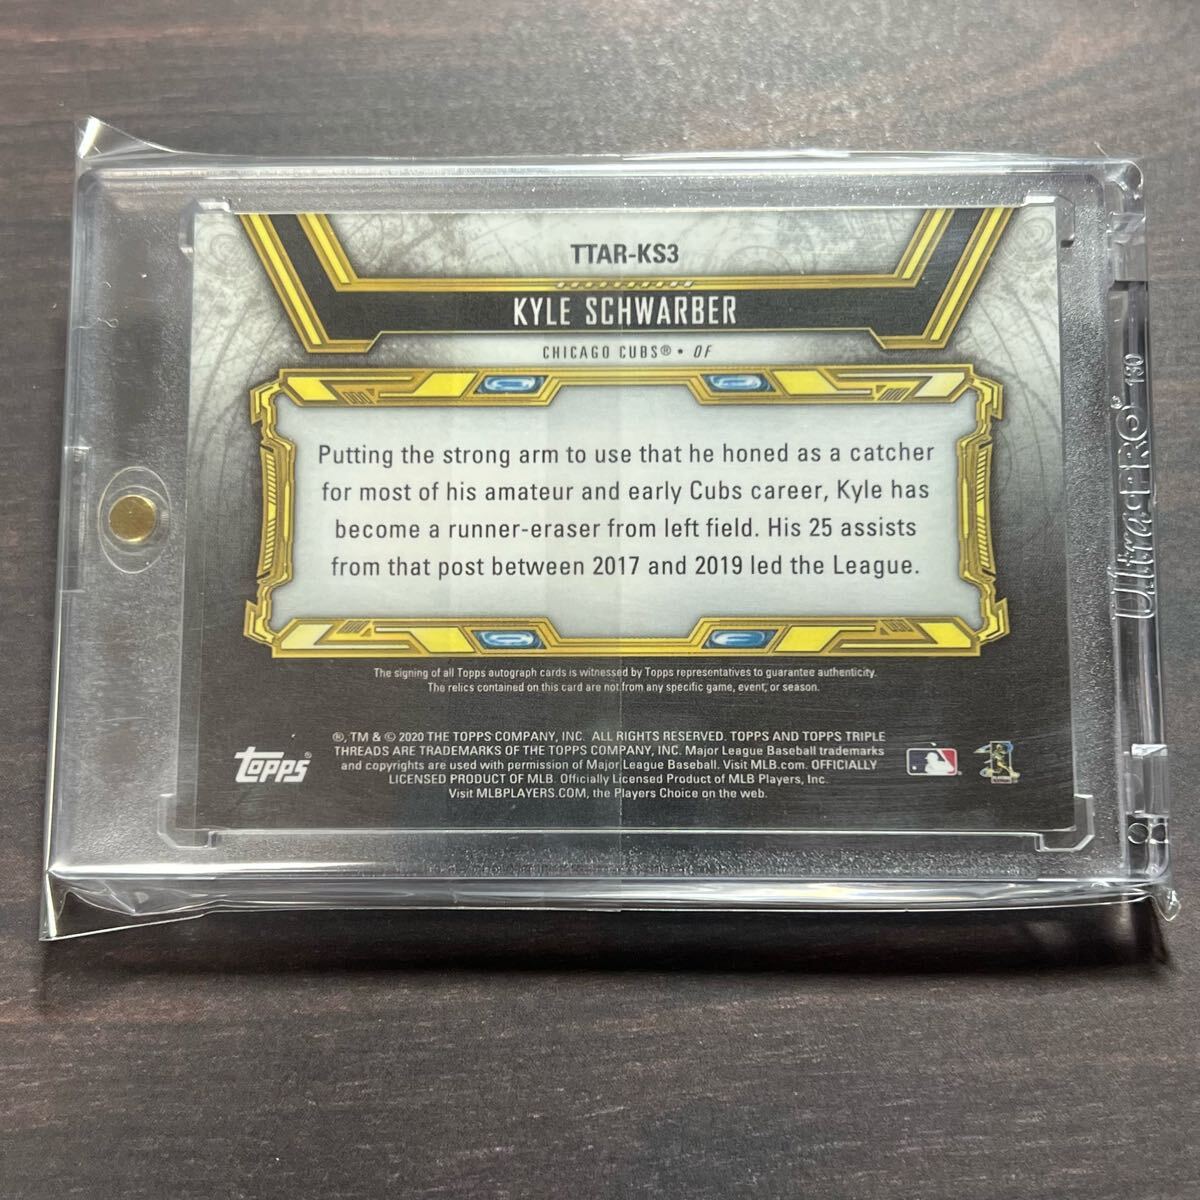 TTAR-KS3
KYLE SCHWARBER
CHICAGO CUBS® • OF
Putting the strong arm to use that he honed as a catcher
for most of his amateur and early Cubs career, Kyle has
become a runner-eraser from left field. His 25 assists
from that post between 2017 and 2019 led the League.
The signing of all Topps autograph cards is witnessed by Topps representatives to guarantee authenticity.
The relics contained on this card are not from any specific game, event, or season.
®, TM & © 2020 THE TOPPS COMPANY, INC. ALL RIGHTS RESERVED. TOPPS AND TOPPS TRIPLE
THREADS ARE TRADEMARKS OF THE TOPPS COMPANY, INC. Major League Baseball trademarks
and copyrights are used with permission of Major League Baseball. Visit MLB.com. OFFICIALLY
LICENSED PRODUCT OF MLB Officially Licensed Product of MLB Players, Inc.
Visit MLBPLAYERS.COM, the Players Choice on the web.
TOPPS®
Ultra•PRO® 130